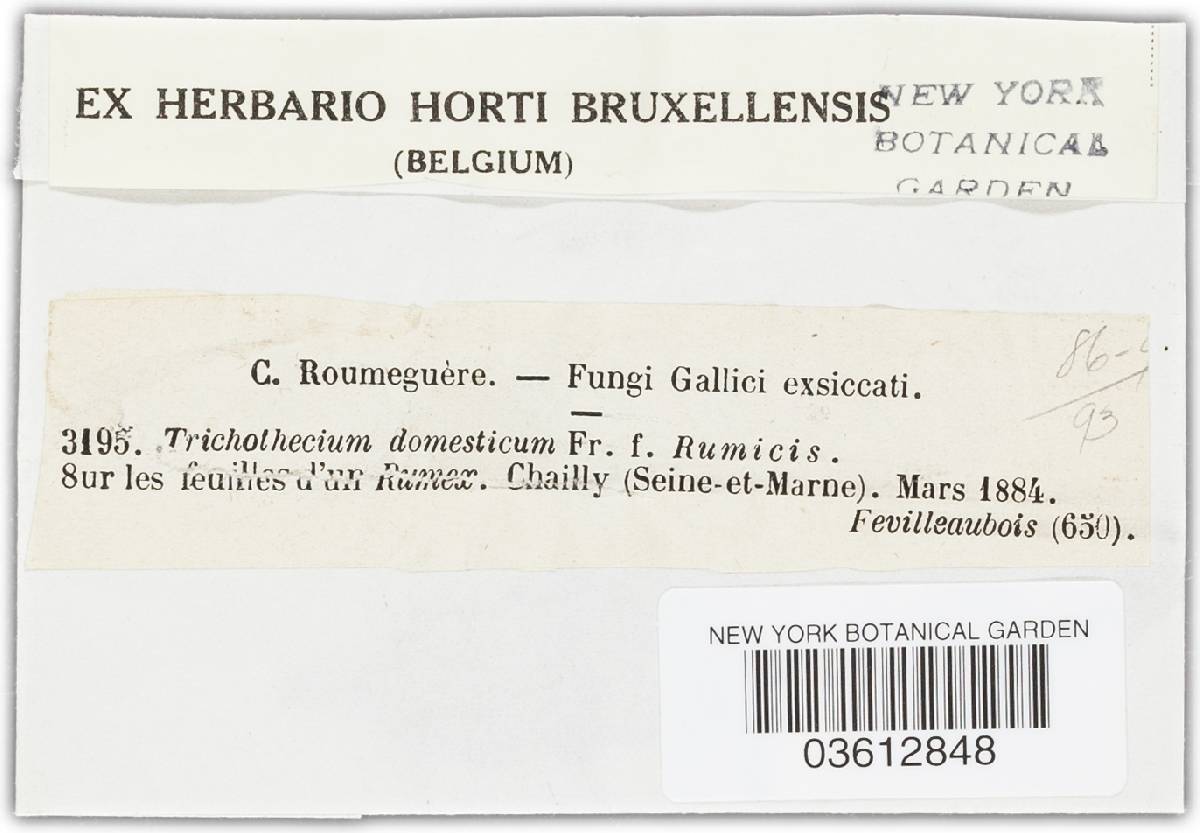 EX HERBARIO HORTI BRUXELLENSIS
(BELGIUM)
NEW YORK
BOTANICAL
GARDEN
C. Roumeguère. — Fungi Gallici exsiccati.
3195. Trichothecium domesticum Fr. f. Rumicis.
Sur les feuilles d'un Rumex. Chailly (Seine-et-Marne). Mars 1884.
Fevilleaubois (650).
86-
93
NEW YORK BOTANICAL GARDEN
03612848